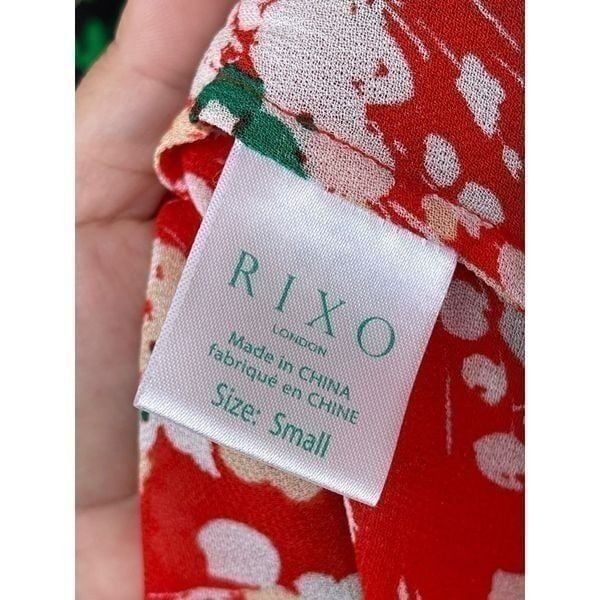 RIXO
LONDON
Made in CHINA
fabriqué en CHINE
Size: Small